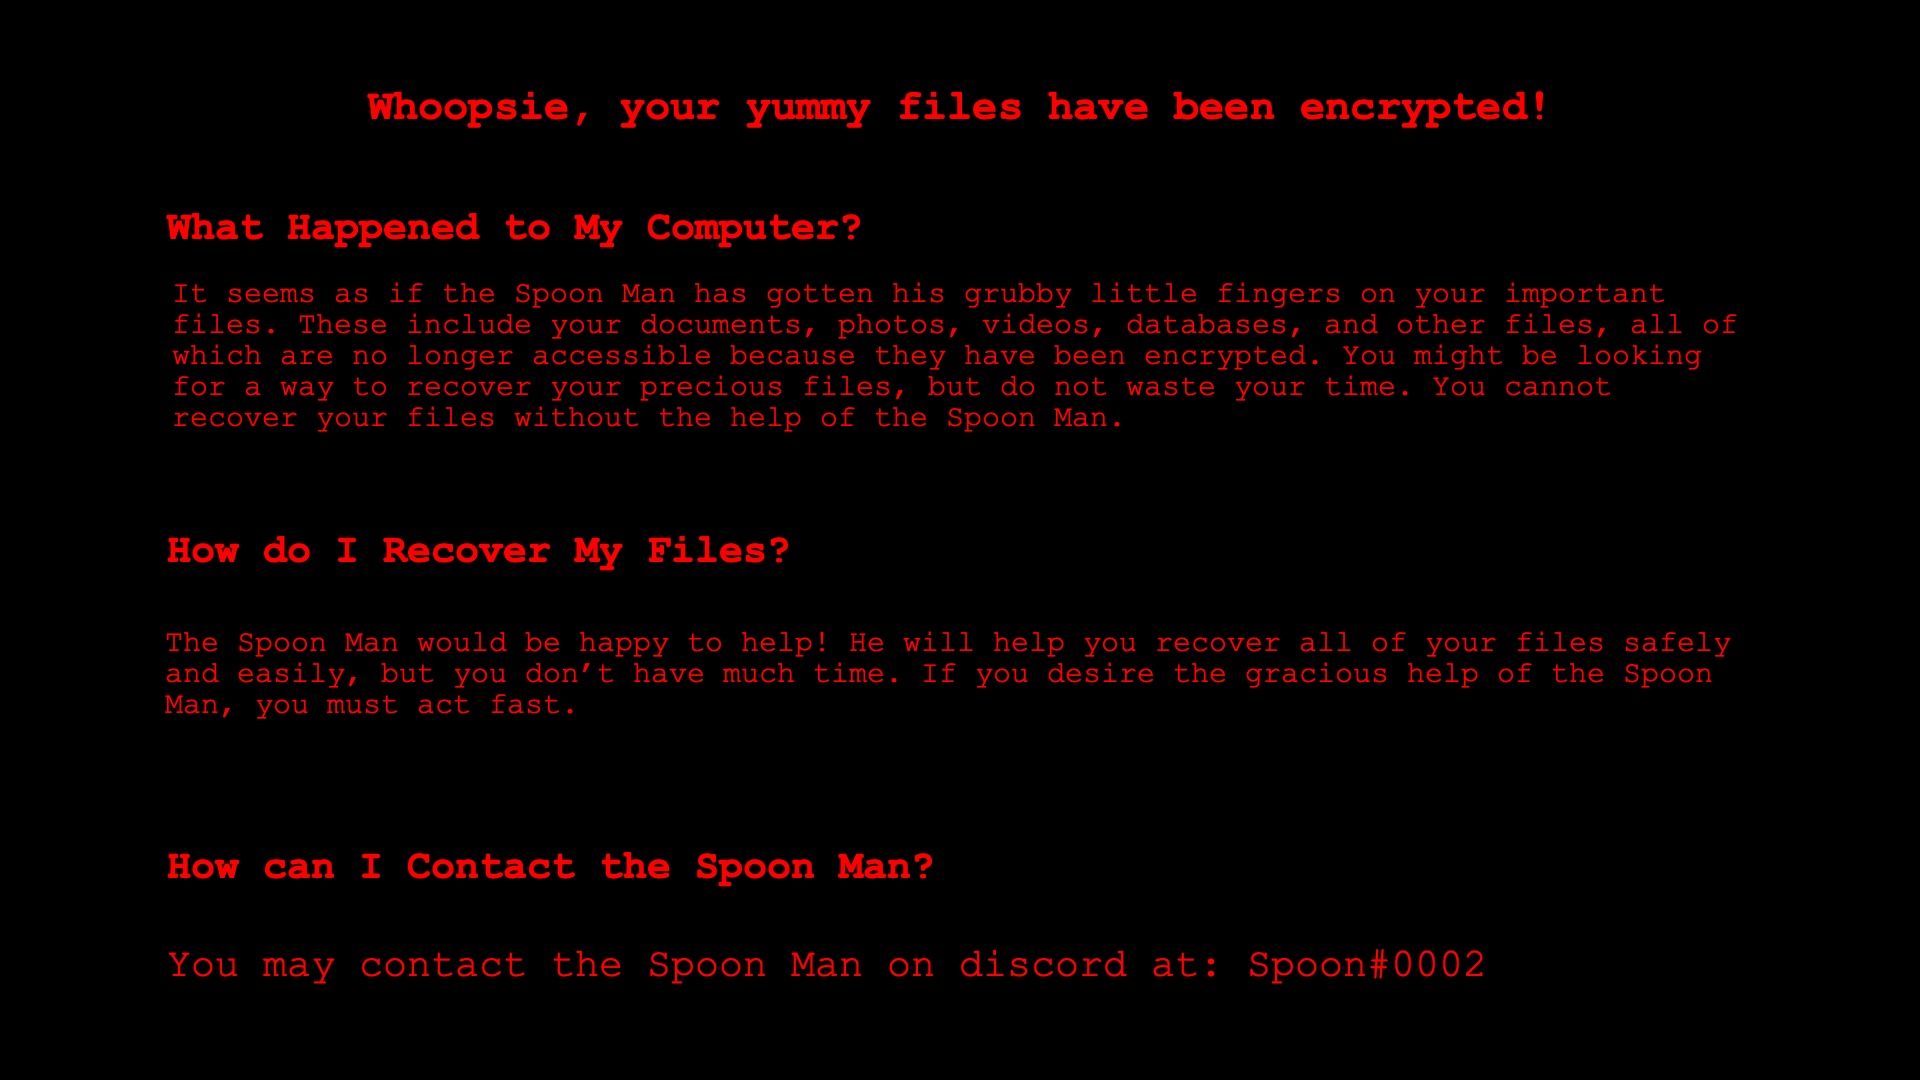 Whoopsie, your yummy files have been encrypted!
What Happened to My Computer?
It seems as if the Spoon Man has gotten his grubby little fingers on your important
files. These include your documents, photos, videos, databases, and other files, all of
which are no longer accessible because they have been encrypted. You might be looking
for a way to recover your precious files, but do not waste your time. You cannot
recover your files without the help of the Spoon Man.
How do I Recover My Files?
The Spoon Man would be happy to help! He will help you recover all of your files safely
and easily, but you don’t have much time. If you desire the gracious help of the Spoon
Man, you must act fast.
How can I Contact the Spoon Man?
You may contact the Spoon Man on discord at: Spoon#0002